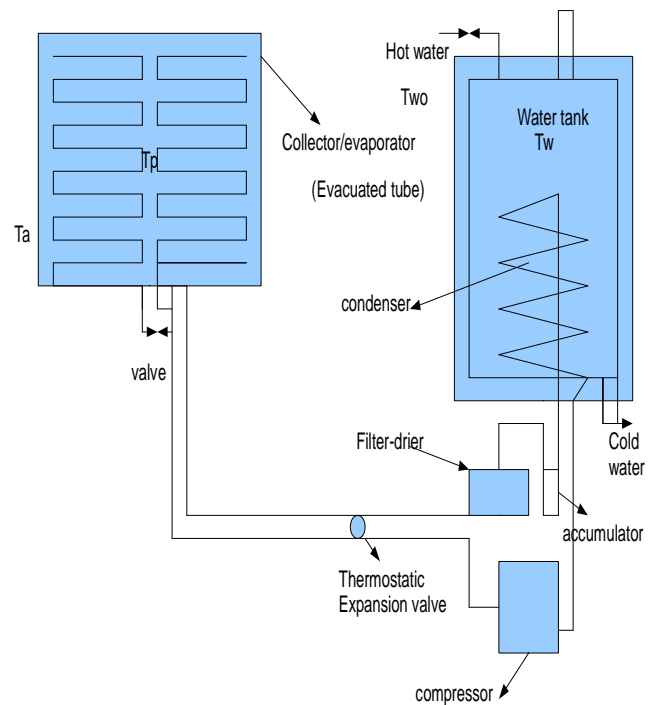 Hot water
Two
Water tank
Tw
Collector/evaporator
(Evacuated tube)
Tp
Ta
condenser
valve
Filter-drier
Cold
water
accumulator
Thermostatic
Expansion valve
compressor